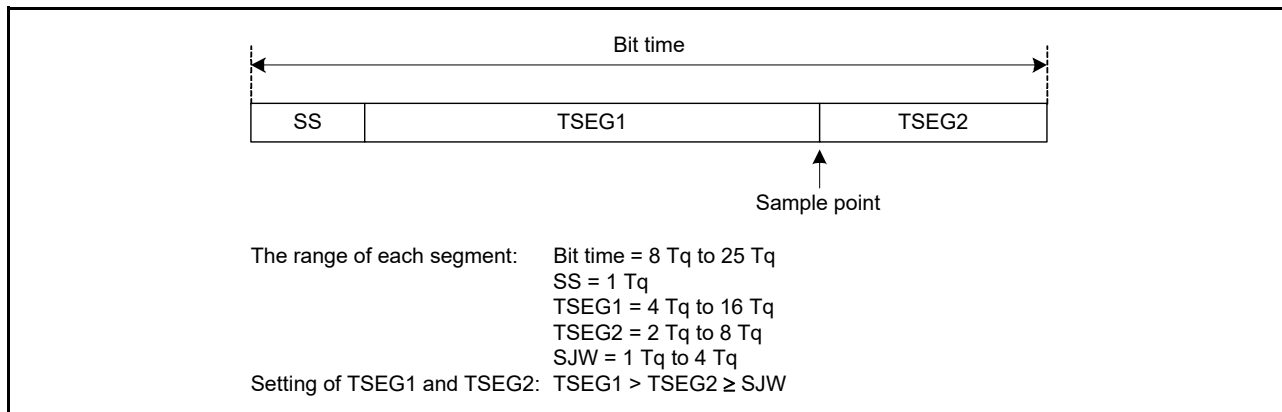 Bit time
SS TSEG1 TSEG2
Sample point
The range of each segment: Bit time = 8 Tq to 25 Tq
SS = 1 Tq
TSEG1 = 4 Tq to 16 Tq
TSEG2 = 2 Tq to 8 Tq
SJW = 1 Tq to 4 Tq
Setting of TSEG1 and TSEG2: TSEG1 > TSEG2 ≥ SJW